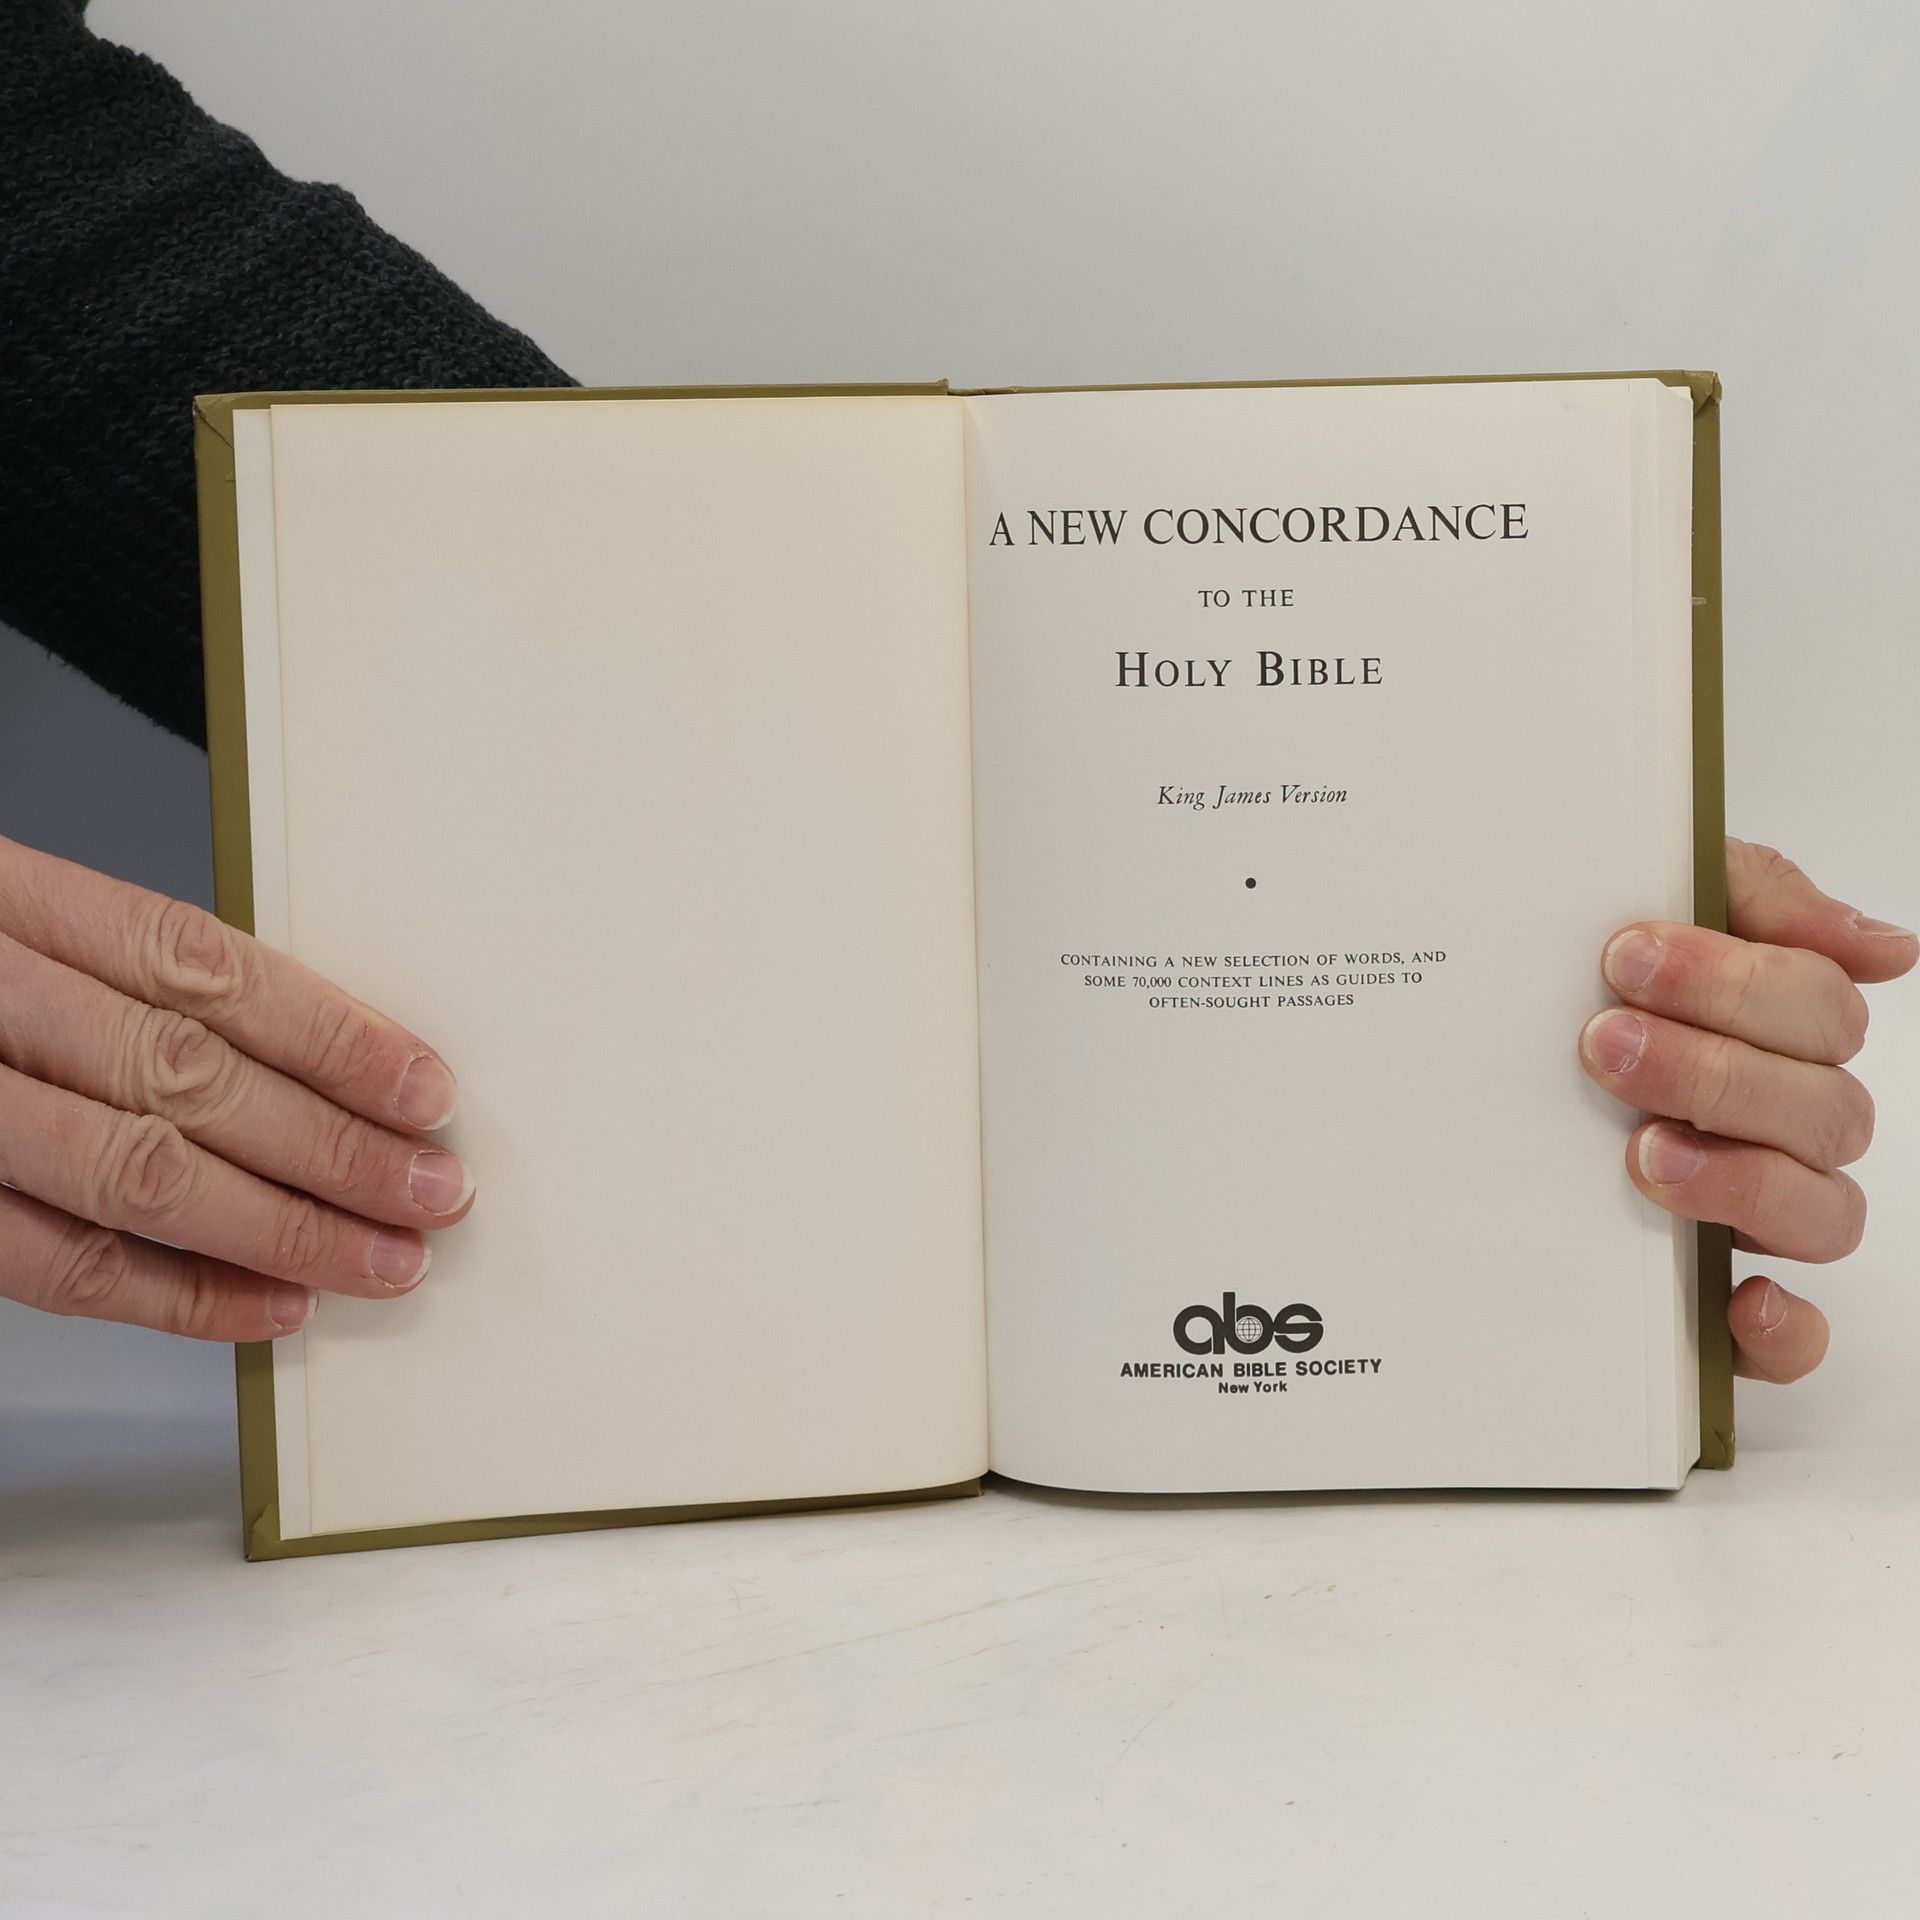 A NEW CONCORDANCE
TO THE
HOLY BIBLE
King James Version
•
CONTAINING A NEW SELECTION OF WORDS, AND
SOME 70,000 CONTEXT LINES AS GUIDES TO
OFTEN-SOUGHT PASSAGES
abs
AMERICAN BIBLE SOCIETY
New York